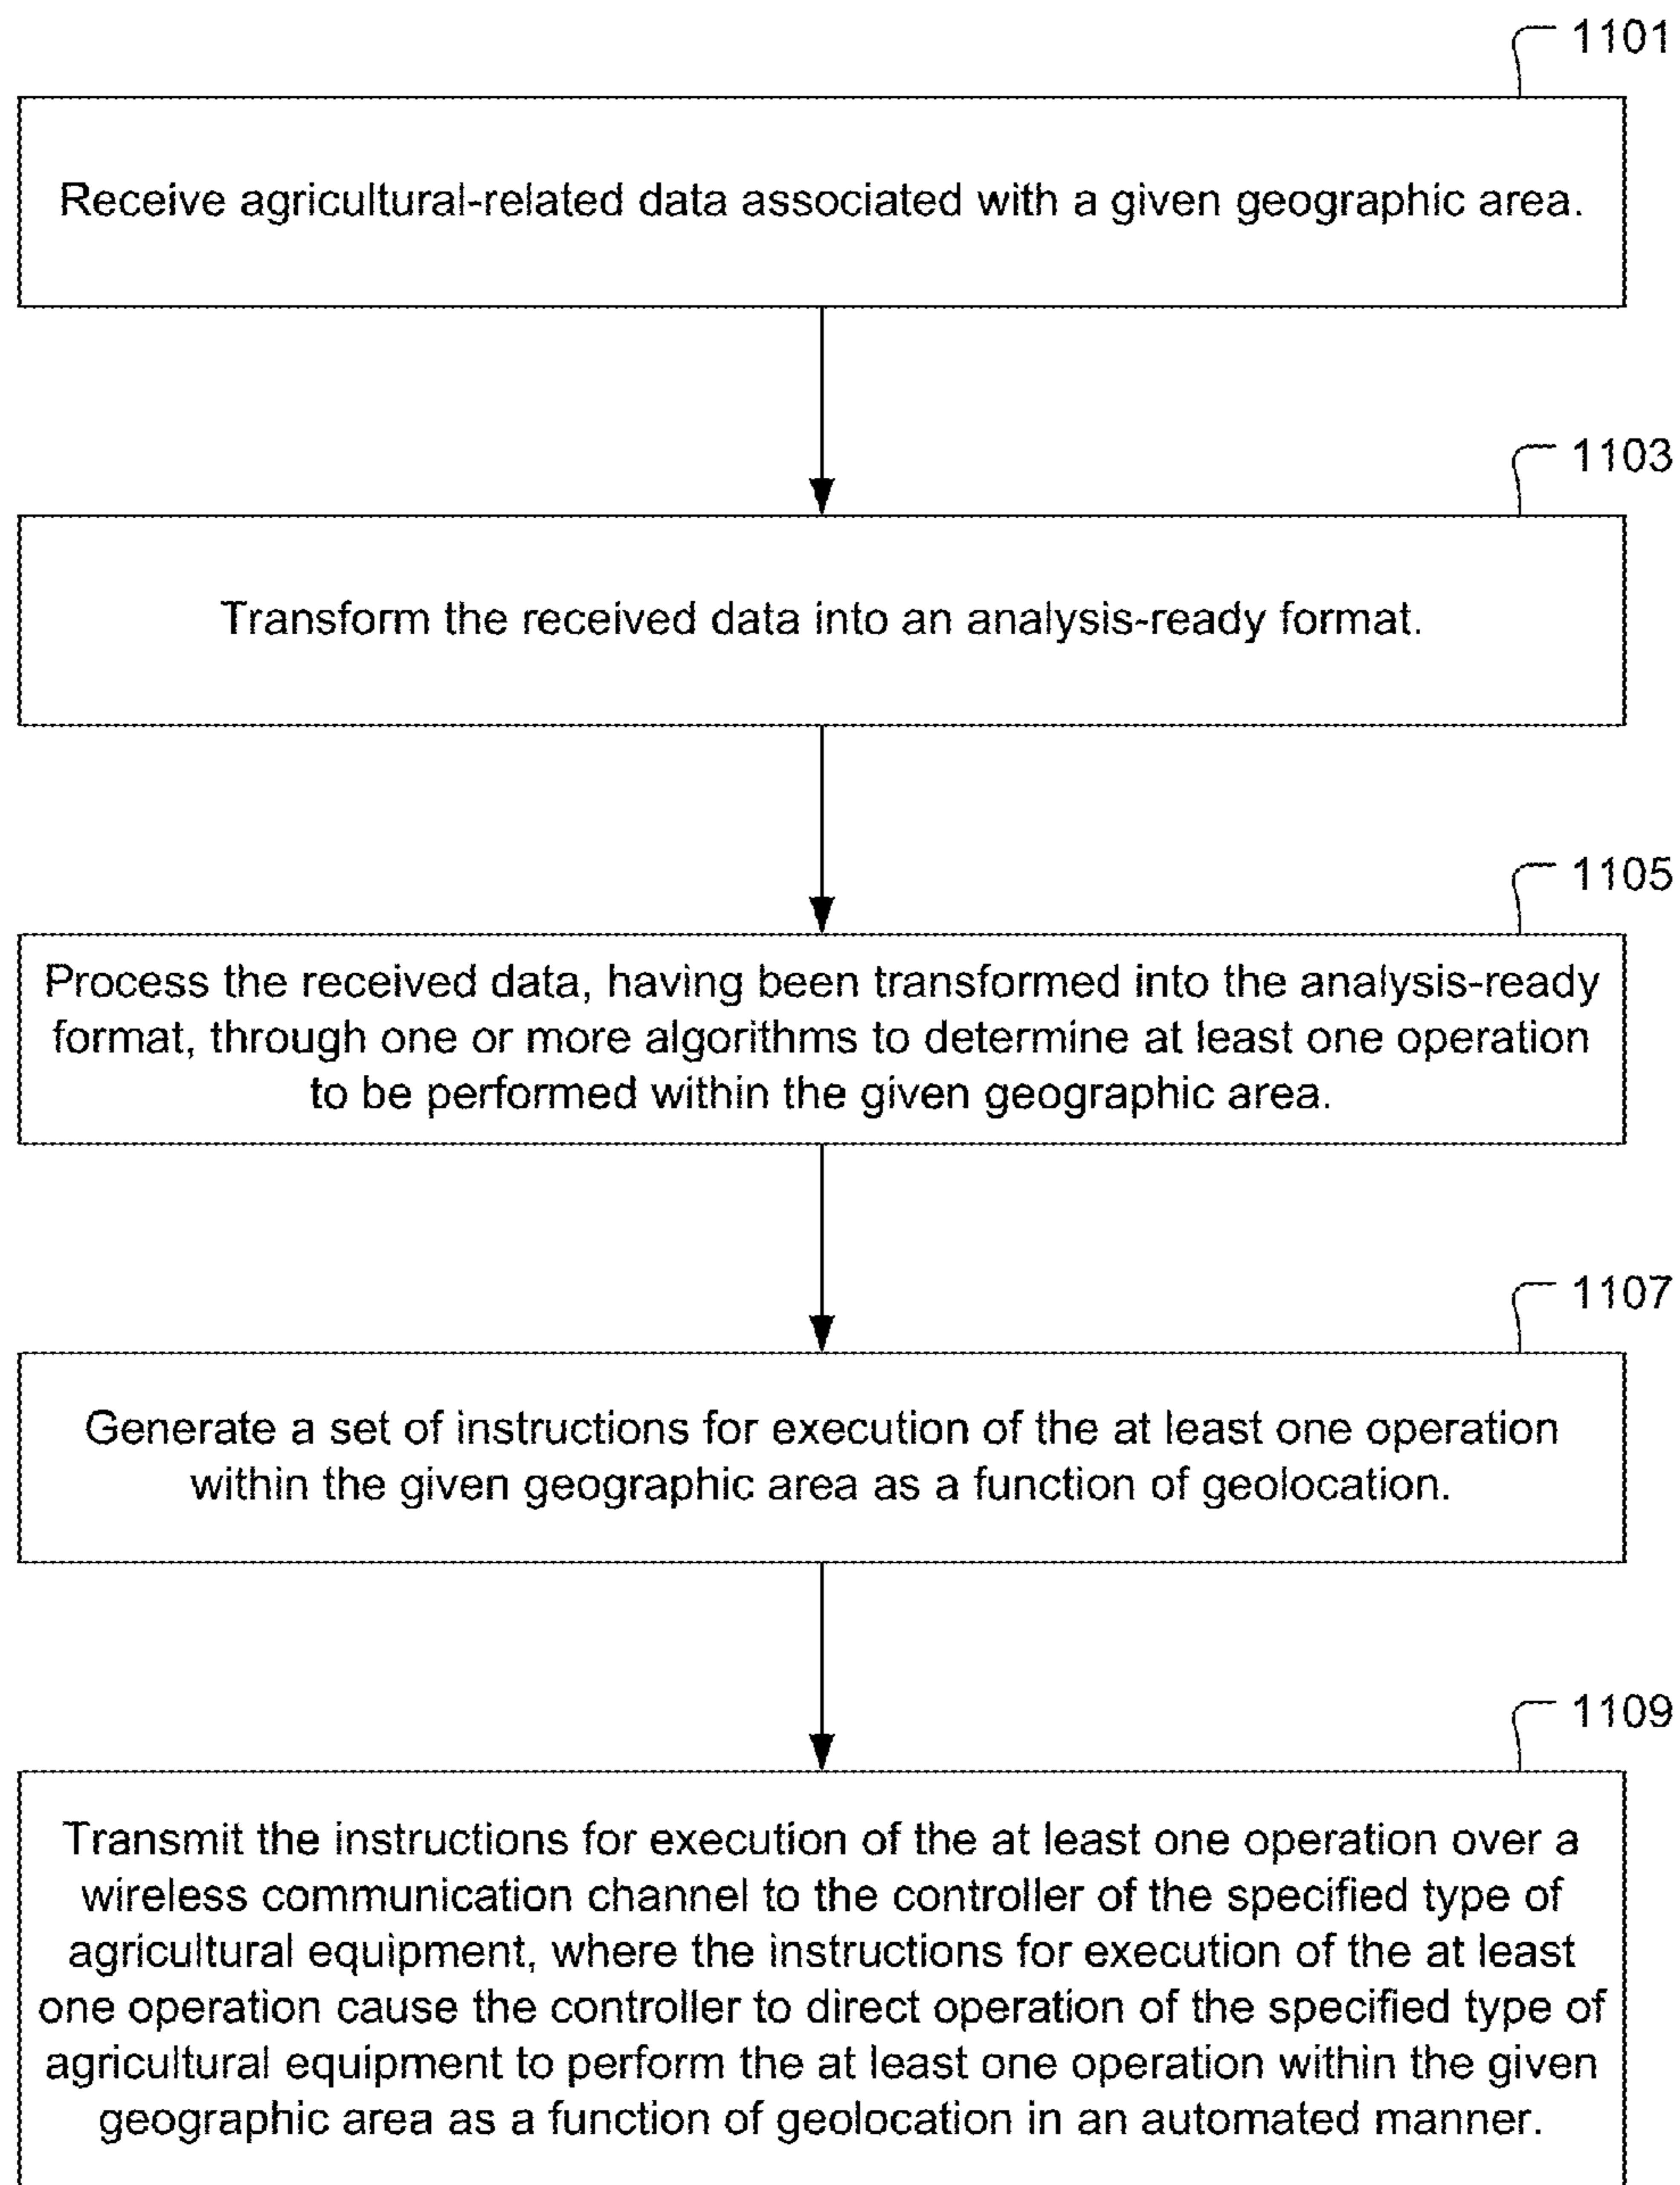 1101
Receive agricultural-related data associated with a given geographic area.
1103
Transform the received data into an analysis-ready format.
1105
Process the received data, having been transformed into the analysis-ready
format, through one or more algorithms to determine at least one operation
to be performed within the given geographic area.
1107
Generate a set of instructions for execution of the at least one operation
within the given geographic area as a function of geolocation.
1109
Transmit the instructions for execution of the at least one operation over a
wireless communication channel to the controller of the specified type of
agricultural equipment, where the instructions for execution of the at least
one operation cause the controller to direct operation of the specified type of
agricultural equipment to perform the at least one operation within the given
geographic area as a function of geolocation in an automated manner.